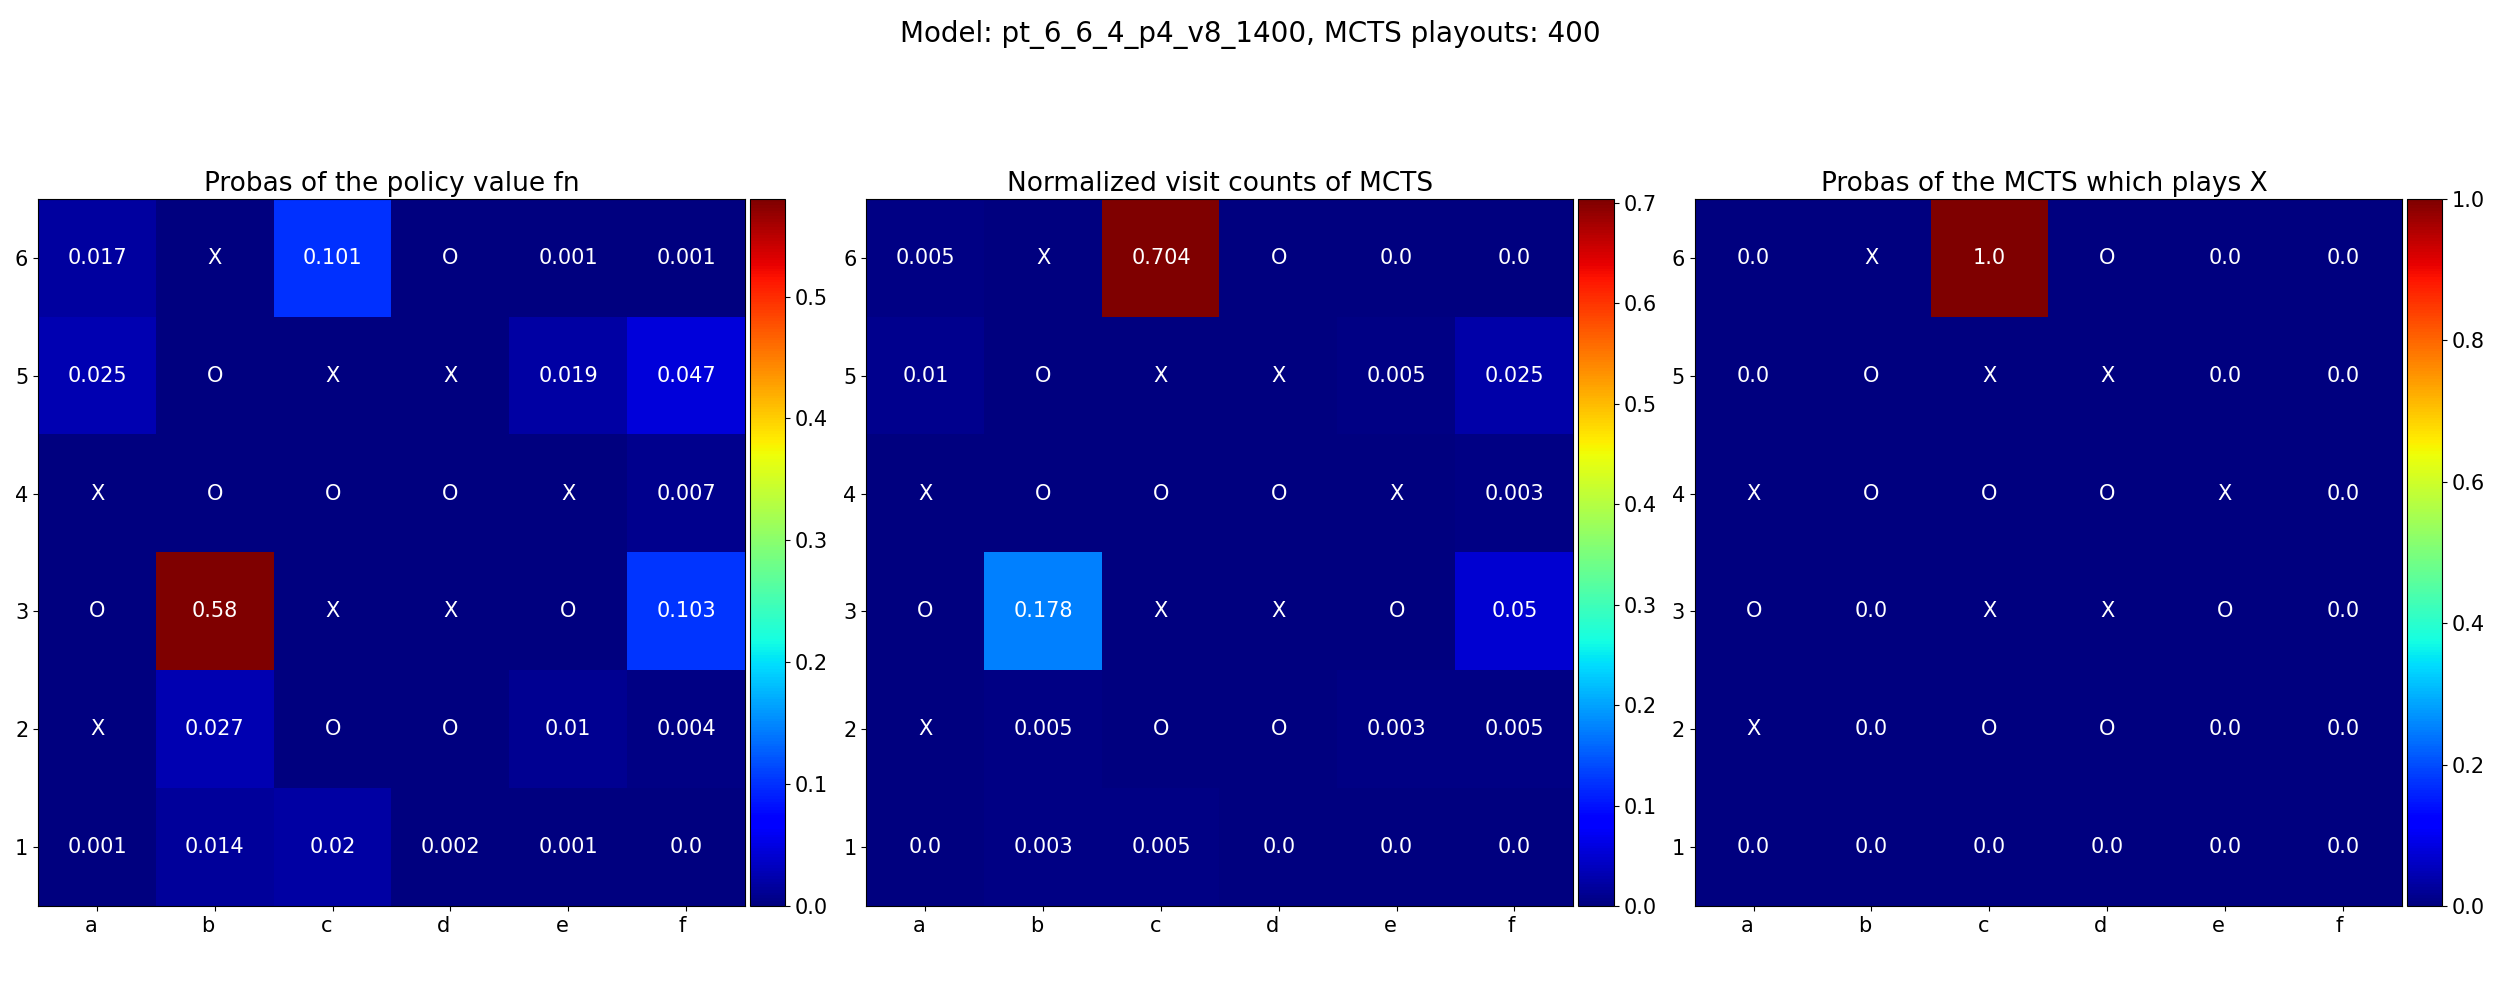 Model: pt_6_6_4_p4_v8_1400, MCTS playouts: 400
Probas of the policy value fn
6 0.017 X 0.101 O 0.001 0.001
5 0.025 O X X 0.019 0.047
4 X O O O X 0.007
3 O 0.58 X X O 0.103
2 X 0.027 O O 0.01 0.004
1 0.001 0.014 0.02 0.002 0.001 0.0
a b c d e f
0.5
0.4
0.3
0.2
0.1
0.0
Normalized visit counts of MCTS
6 0.005 X 0.704 O 0.0 0.0
5 0.01 O X X 0.005 0.025
4 X O O O X 0.003
3 O 0.178 X X O 0.05
2 X 0.005 O O 0.003 0.005
1 0.0 0.003 0.005 0.0 0.0 0.0
a b c d e f
0.7
0.6
0.5
0.4
0.3
0.2
0.1
0.0
Probas of the MCTS which plays X
6 0.0 X 1.0 O 0.0 0.0
5 0.0 O X X 0.0 0.0
4 X O O O X 0.0
3 O 0.0 X X O 0.0
2 X 0.0 O O 0.0 0.0
1 0.0 0.0 0.0 0.0 0.0 0.0
a b c d e f
1.0
0.8
0.6
0.4
0.2
0.0